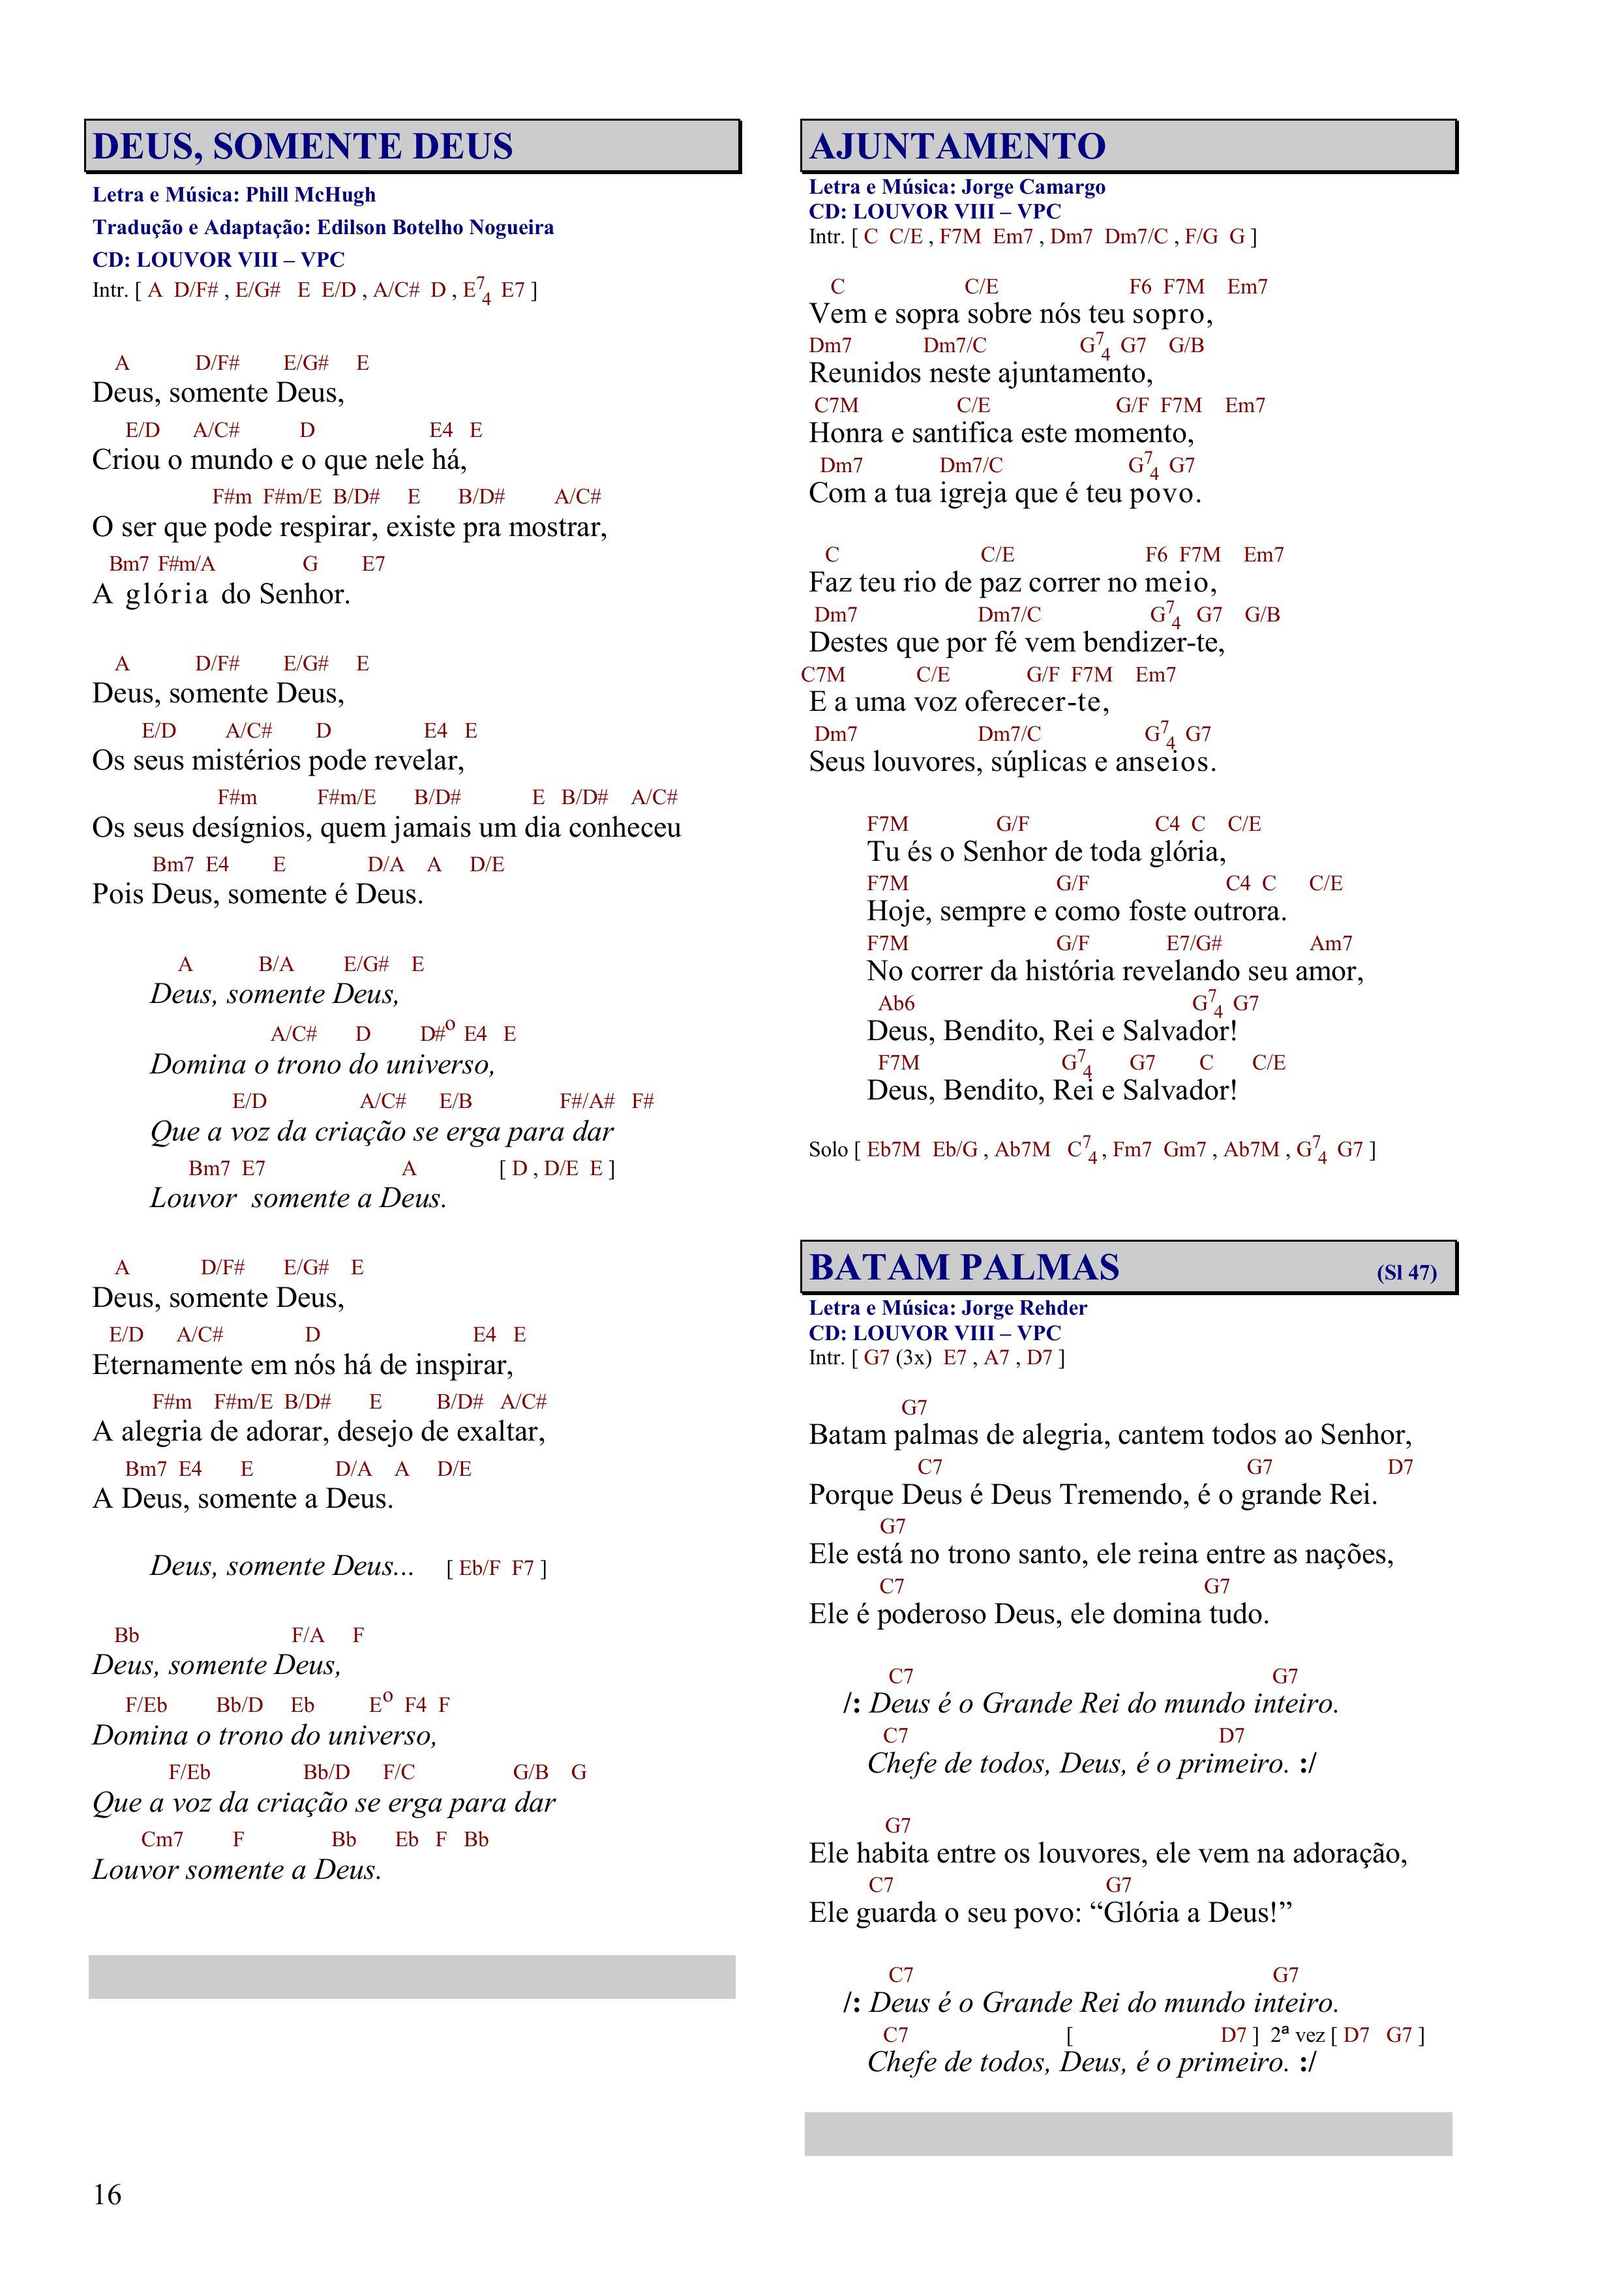 DEUS, SOMENTE DEUS
Letra e Música: Phill McHugh
Tradução e Adaptação: Edilson Botelho Nogueira
CD: LOUVOR VIII – VPC
Intr. [ A D/F# , E/G# E E/D , A/C# D , E7/4 E7 ]
A D/F# E/G# E
Deus, somente Deus,
E/D A/C# D E4 E
Criou o mundo e o que nele há,
F#m F#m/E B/D# E B/D# A/C#
O ser que pode respirar, existe pra mostrar,
Bm7 F#m/A G E7
A glória do Senhor.
A D/F# E/G# E
Deus, somente Deus,
E/D A/C# D E4 E
Os seus mistérios pode revelar,
F#m F#m/E B/D# E B/D# A/C#
Os seus desígnios, quem jamais um dia conheceu
Bm7 E4 E D/A A D/E
Pois Deus, somente é Deus.
A B/A E/G# E
Deus, somente Deus,
A/C# D D#º E4 E
Domina o trono do universo,
E/D A/C# E/B F#/A# F#
Que a voz da criação se erga para dar
Bm7 E7 A [ D , D/E E ]
Louvor somente a Deus.
A D/F# E/G# E
Deus, somente Deus,
E/D A/C# D E4 E
Eternamente em nós há de inspirar,
F#m F#m/E B/D# E B/D# A/C#
A alegria de adorar, desejo de exaltar,
Bm7 E4 E D/A A D/E
A Deus, somente a Deus.
Deus, somente Deus... [ Eb/F F7 ]
Bb F/A F
Deus, somente Deus,
F/Eb Bb/D Eb Eº F4 F
Domina o trono do universo,
F/Eb Bb/D F/C G/B G
Que a voz da criação se erga para dar
Cm7 F Bb Eb F Bb
Louvor somente a Deus.
16
AJUNTAMENTO
Letra e Música: Jorge Camargo
CD: LOUVOR VIII – VPC
Intr. [ C C/E , F7M Em7 , Dm7 Dm7/C , F/G G ]
C C/E F6 F7M Em7
Vem e sopra sobre nós teu sopro,
Dm7 Dm7/C G7/4 G7 G/B
Reunidos neste ajuntamento,
C7M C/E G/F F7M Em7
Honra e santifica este momento,
Dm7 Dm7/C G7/4 G7
Com a tua igreja que é teu povo.
C C/E F6 F7M Em7
Faz teu rio de paz correr no meio,
Dm7 Dm7/C G7/4 G7 G/B
Destes que por fé vem bendizer-te,
C7M C/E G/F F7M Em7
E a uma voz oferecer-te,
Dm7 Dm7/C G7/4 G7
Seus louvores, súplicas e anseios.
F7M G/F C4 C C/E
Tu és o Senhor de toda glória,
F7M G/F C4 C C/E
Hoje, sempre e como foste outrora.
F7M G/F E7/G# Am7
No correr da história revelando seu amor,
Ab6 G7/4 G7
Deus, Bendito, Rei e Salvador!
F7M G7/4 G7 C C/E
Deus, Bendito, Rei e Salvador!
Solo [ Eb7M Eb/G , Ab7M C7/4 , Fm7 Gm7 , Ab7M , G7/4 G7 ]
BATAM PALMAS (Sl 47)
Letra e Música: Jorge Rehder
CD: LOUVOR VIII – VPC
Intr. [ G7 (3x) E7 , A7 , D7 ]
G7
Batam palmas de alegria, cantem todos ao Senhor,
C7 G7 D7
Porque Deus é Deus Tremendo, é o grande Rei.
G7
Ele está no trono santo, ele reina entre as nações,
C7 G7
Ele é poderoso Deus, ele domina tudo.
C7 G7
/: Deus é o Grande Rei do mundo inteiro.
C7 D7
Chefe de todos, Deus, é o primeiro. :/
G7
Ele habita entre os louvores, ele vem na adoração,
C7 G7
Ele guarda o seu povo: “Glória a Deus!”
C7 G7
/: Deus é o Grande Rei do mundo inteiro.
C7 [ D7 ] 2ª vez [ D7 G7 ]
Chefe de todos, Deus, é o primeiro. :/